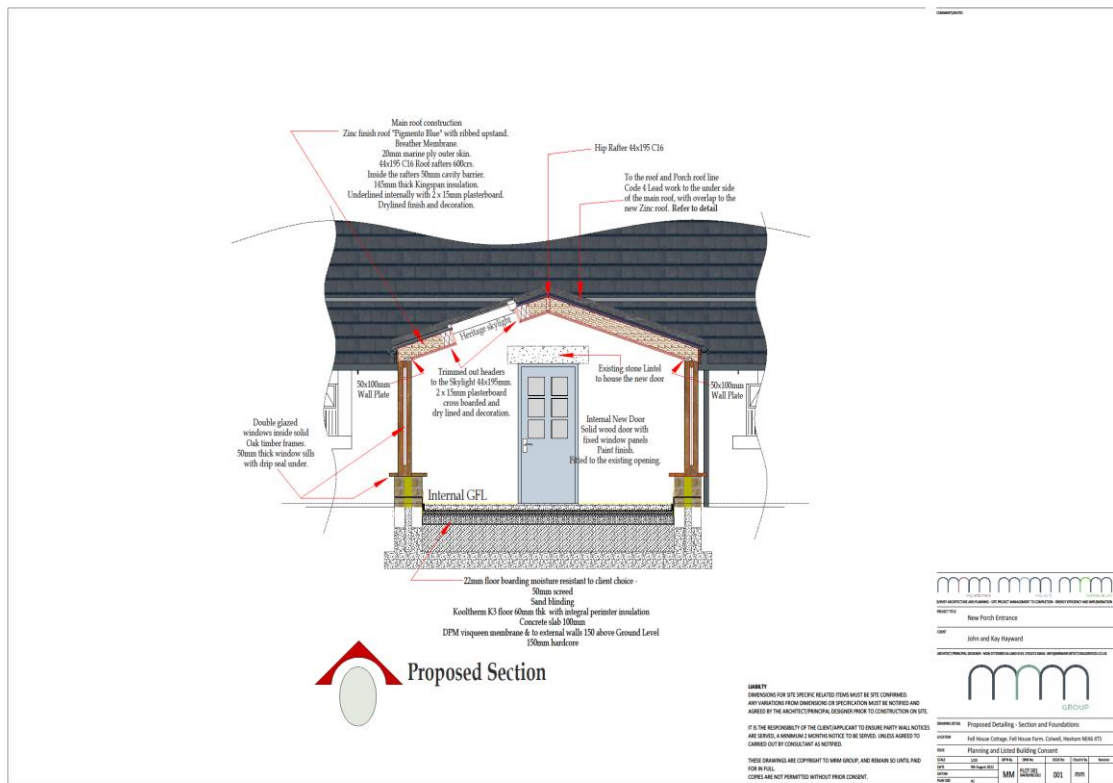 COMMENTS/NOTES
Main roof construction
Zinc finish roof "Pigmento Blue" with ribbed upstand.
Breather Membrane.
20mm marine ply outer skin.
44x195 C16 Roof rafters 600crs.
Inside the rafters 50mm cavity barrier.
145mm thick Kingspan insulation.
Underlined internally with 2 x 15mm plasterboard.
Drylined finish and decoration.
Hip Rafter 44x195 C16
To the roof and Porch roof line
Code 4 Lead work to the under side
of the main roof, with overlap to the
new Zinc roof. Refer to detail
Heritage skylight
50x100mm
Wall Plate
Trimmed out headers
to the Skylight 44x195mm.
2 x 15mm plasterboard
cross boarded and
dry lined and decoration.
Existing stone Lintel
to house the new door
50x100mm
Wall Plate
Double glazed
windows inside solid
Oak timber frames.
50mm thick window sills
with drip seal under.
Internal New Door
Solid wood door with
fixed window panels
Paint finish.
Fitted to the existing opening.
Internal GFL
22mm floor boarding moisture resistant to client choice -
50mm screed
Sand blinding
Kooltherm K3 floor 60mm thk with integral perimter insulation
Concrete slab 100mm
DPM visqueen membrane & to external walls 150 above Ground Level
150mm hardcore
Proposed Section
LIABILITY
DIMENSIONS FOR SITE SPECIFIC RELATED ITEMS MUST BE SITE CONFIRMED.
ANY VARIATIONS FROM DIMENSIONS OR SPECIFICATION MUST BE NOTIFIED AND
AGREED BY THE ARCHITECT/PRINCIPAL DESIGNER PRIOR TO CONSTRUCTION ON SITE.
IT IS THE RESPONSIBILITY OF THE CLIENT/APPLICANT TO ENSURE PARTY WALL NOTICES
ARE SERVED, A MINIMUM 2 MONTHS NOTICE TO BE SERVED. UNLESS AGREED TO
CARRIED OUT BY CONSULTANT AS NOTIFIED.
THESE DRAWINGS ARE COPYRIGHT TO MRM GROUP, AND REMAIN SO UNTIL PAID
FOR IN FULL.
COPIES ARE NOT PERMITTED WITHOUT PRIOR CONSENT.
PROJECT TITLE
New Porch Entrance
CLIENT
John and Kay Hayward
GROUP
DRAWING DETAIL Proposed Detailing - Section and Foundations
LOCATION Fell House Cottage. Fell House Farm. Colwell, Hexham NE46 4TS
Planning and Listed Building Consent
SCALE
DATE
MM
001